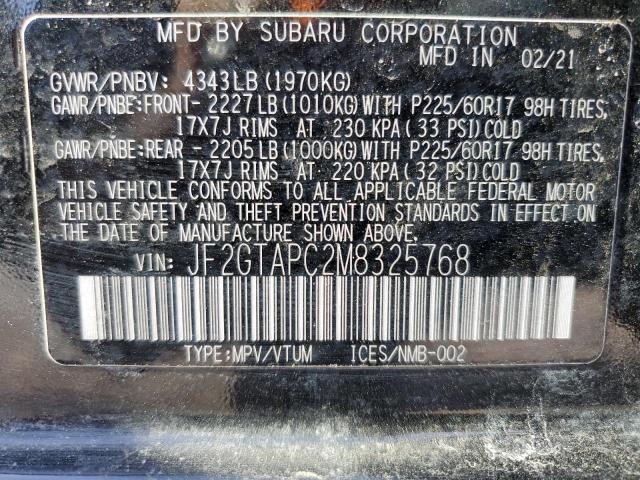 MFD BY SUBARU CORPORATION
MFD IN 02/21
GVWR/PNBV: 4343LB(1970KG)
GAWR/PNBE:FRONT- 2227LB(1010KG)WITH P225/60R17 98H TIRES,
17X7J RIMS AT 230 KPA( 33 PSI)COLD
GAWR/PNBE:REAR - 2205LB(1000KG)WITH P225/60R17 98H TIRES,
17X7J RIMS AT 220 KPA( 32 PSI)COLD
THIS VEHICLE CONFORMS TO ALL APPLICABLE FEDERAL MOTOR
VEHICLE SAFETY AND THEFT PREVENTION STANDARDS IN EFFECT ON
THE DATE OF MANUFACTURE SHOWN ABOVE.
VIN: JF2GTAPC2M8325768
TYPE:MPV/VTUM ICES/NMB-002